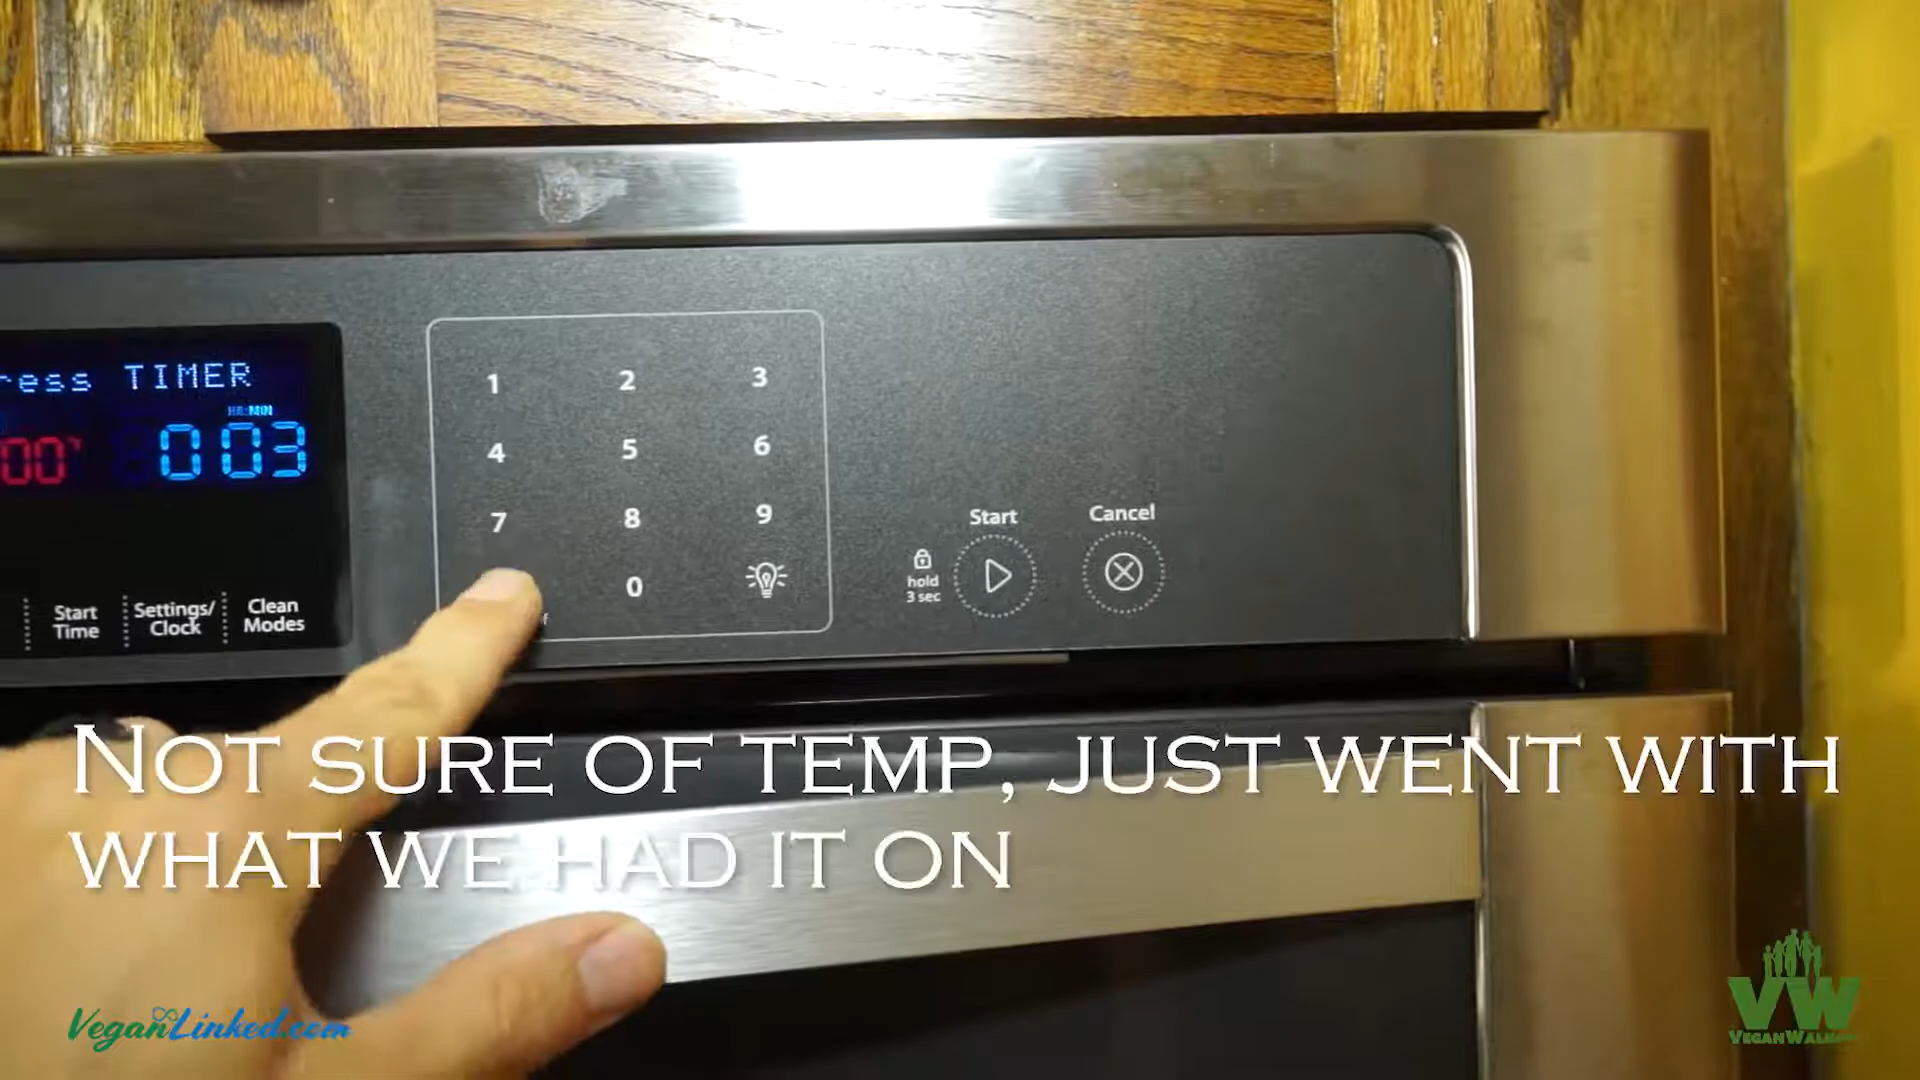 TIMER
HR:MIN
003
1 2 3
4 5 6
7 8 9
0
Start
Cancel
hold
3 sec
Start
Time
Settings/
Clock
Clean
Modes
NOT SURE OF TEMP, JUST WENT WITH
WHAT WE HAD IT ON
VeganLinked.com
VW